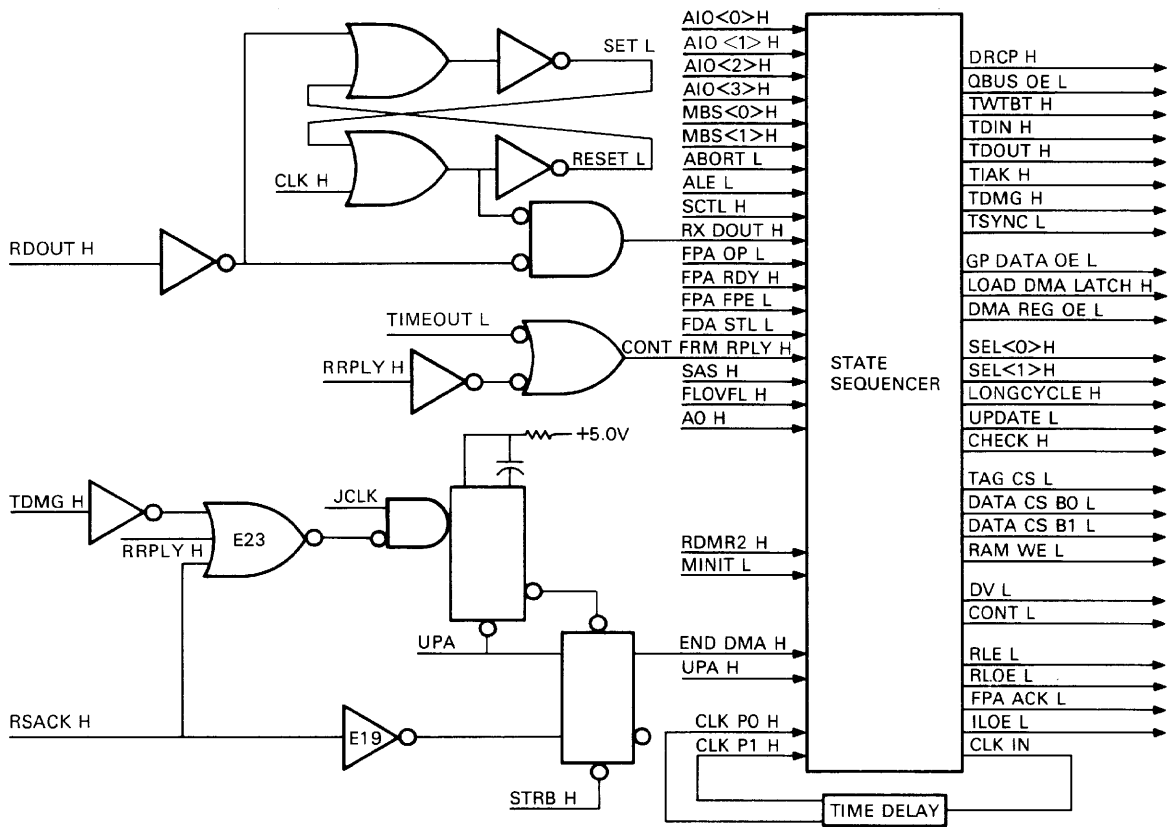 SET L
RESET L
CLK H
RDOUT H
TIMEOUT L
RRPLY H
+5.0V
TDMG H
RRPLY H
E23
JCLK
UPA
RSACK H
E19
STRB H
AIO<0>H
AIO <1> H
AIO<2>H
AIO<3>H
MBS<0>H
MBS<1>H
ABORT L
ALE L
SCTL H
RX DOUT H
FPA OP L
FPA RDY H
FPA FPE L
FDA STL L
CONT FRM RPLY H
SAS H
FLOVFL H
A0 H
RDMR2 H
MINIT L
END DMA H
UPA H
CLK P0 H
CLK P1 H
STATE
SEQUENCER
DRCP H
QBUS OE L
TWTBT H
TDIN H
TDOUT H
TIAK H
TDMG H
TSYNC L
GP DATA OE L
LOAD DMA LATCH H
DMA REG OE L
SEL<0>H
SEL<1>H
LONGCYCLE H
UPDATE L
CHECK H
TAG CS L
DATA CS B0 L
DATA CS B1 L
RAM WE L
DV L
CONT L
RLE L
RLOE L
FPA ACK L
ILOE L
CLK IN
TIME DELAY